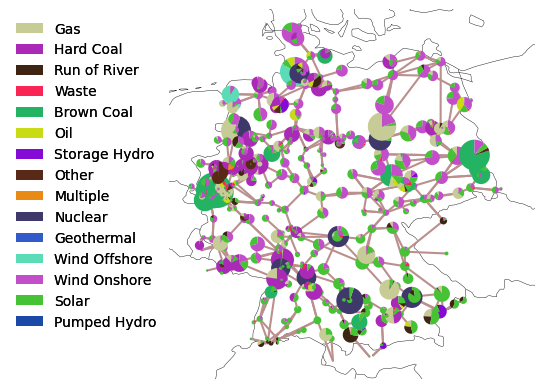 Gas
Hard Coal
Run of River
Waste
Brown Coal
Oil
Storage Hydro
Other
Multiple
Nuclear
Geothermal
Wind Offshore
Wind Onshore
Solar
Pumped Hydro